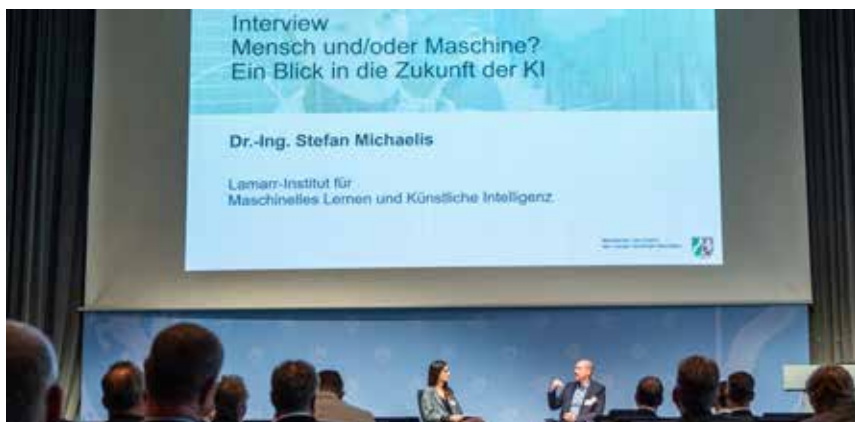 Interview
Mensch und/oder Maschine?
Ein Blick in die Zukunft der KI
Dr.-Ing. Stefan Michaelis
Lamarr-Institut für
Maschinelles Lernen und Künstliche Intelligenz